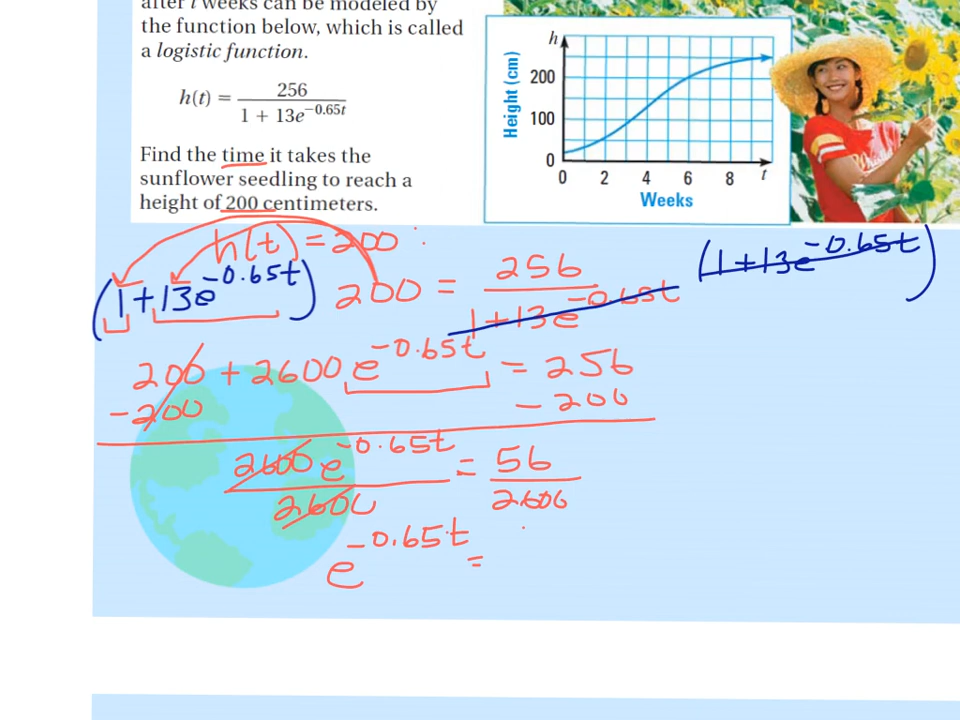 after t weeks can be modeled by
the function below, which is called
a logistic function.
h(t) = 256 / 1 + 13e^-0.65t
Find the time it takes the
sunflower seedling to reach a
height of 200 centimeters.
h
Height (cm)
200
100
0
0 2 4 6 8 t
Weeks
h(t) = 200
(1+13e^-0.65t) 200 = 256 / 1+13e^-0.65t (1+13e^-0.65t)
200 + 2600 e^-0.65t = 256
-200 - 200
2600 e^-0.65t / 2600 = 56 / 2600
e^-0.65t =